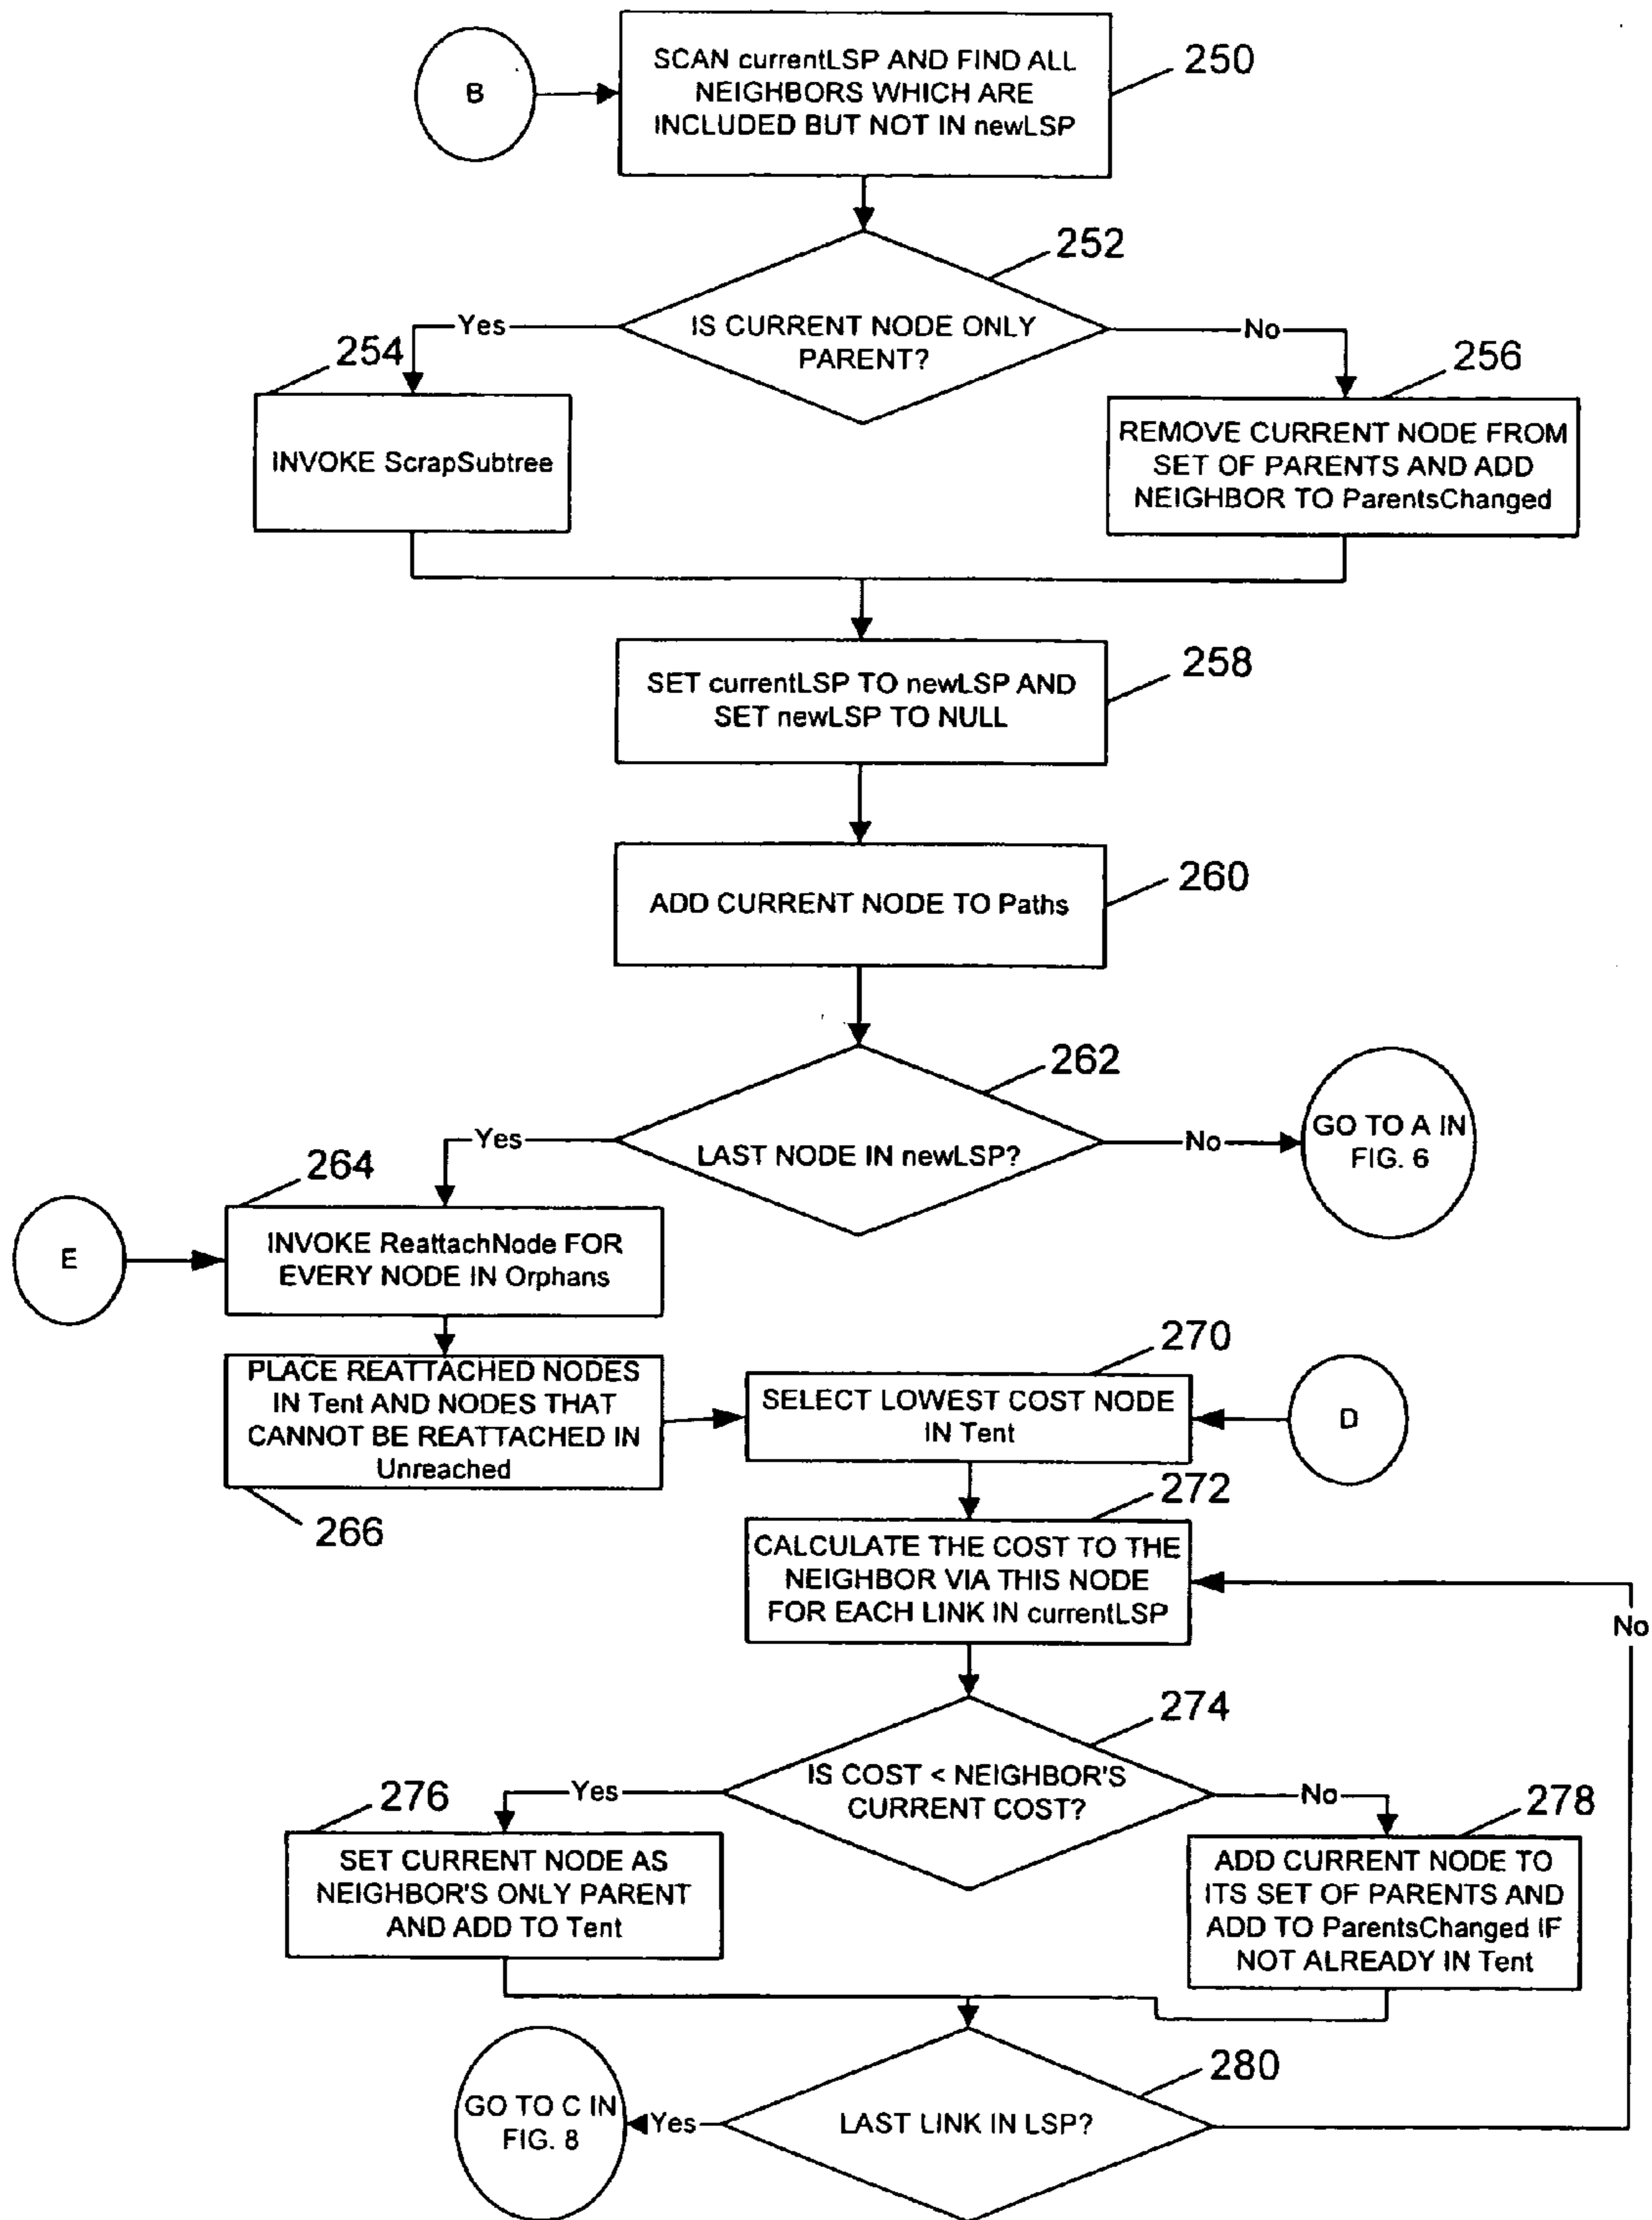 B
SCAN currentLSP AND FIND ALL
NEIGHBORS WHICH ARE
INCLUDED BUT NOT IN newLSP
250
252
IS CURRENT NODE ONLY
PARENT?
Yes
No
254
INVOKE ScrapSubtree
256
REMOVE CURRENT NODE FROM
SET OF PARENTS AND ADD
NEIGHBOR TO ParentsChanged
258
SET currentLSP TO newLSP AND
SET newLSP TO NULL
260
ADD CURRENT NODE TO Paths
262
LAST NODE IN newLSP?
Yes
No
GO TO A IN
FIG. 6
264
E
INVOKE ReattachNode FOR
EVERY NODE IN Orphans
PLACE REATTACHED NODES
IN Tent AND NODES THAT
CANNOT BE REATTACHED IN
Unreached
266
270
SELECT LOWEST COST NODE
IN Tent
D
272
CALCULATE THE COST TO THE
NEIGHBOR VIA THIS NODE
FOR EACH LINK IN currentLSP
No
274
IS COST < NEIGHBOR'S
CURRENT COST?
Yes
No
276
SET CURRENT NODE AS
NEIGHBOR'S ONLY PARENT
AND ADD TO Tent
278
ADD CURRENT NODE TO
ITS SET OF PARENTS AND
ADD TO ParentsChanged IF
NOT ALREADY IN Tent
280
LAST LINK IN LSP?
Yes
GO TO C IN
FIG. 8